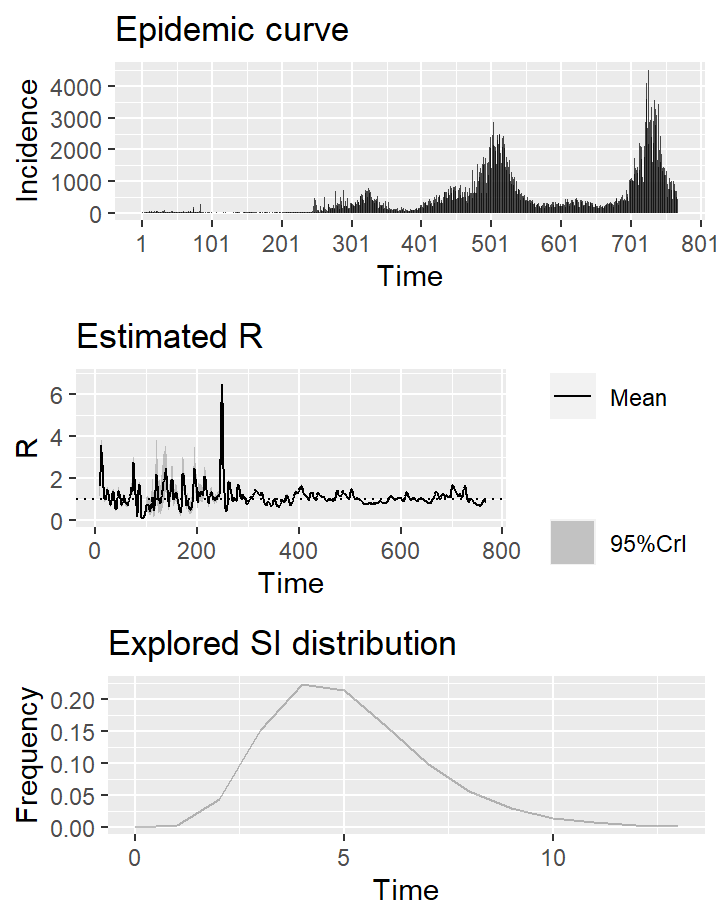 Epidemic curve
Incidence
4000
3000
2000
1000
0
1 101 201 301 401 501 601 701 801
Time
Estimated R
R
6
4
2
0
0 200 400 600 800
Time
Mean
95%CrI
Explored SI distribution
Frequency
0.20
0.15
0.10
0.05
0.00
0 5 10
Time